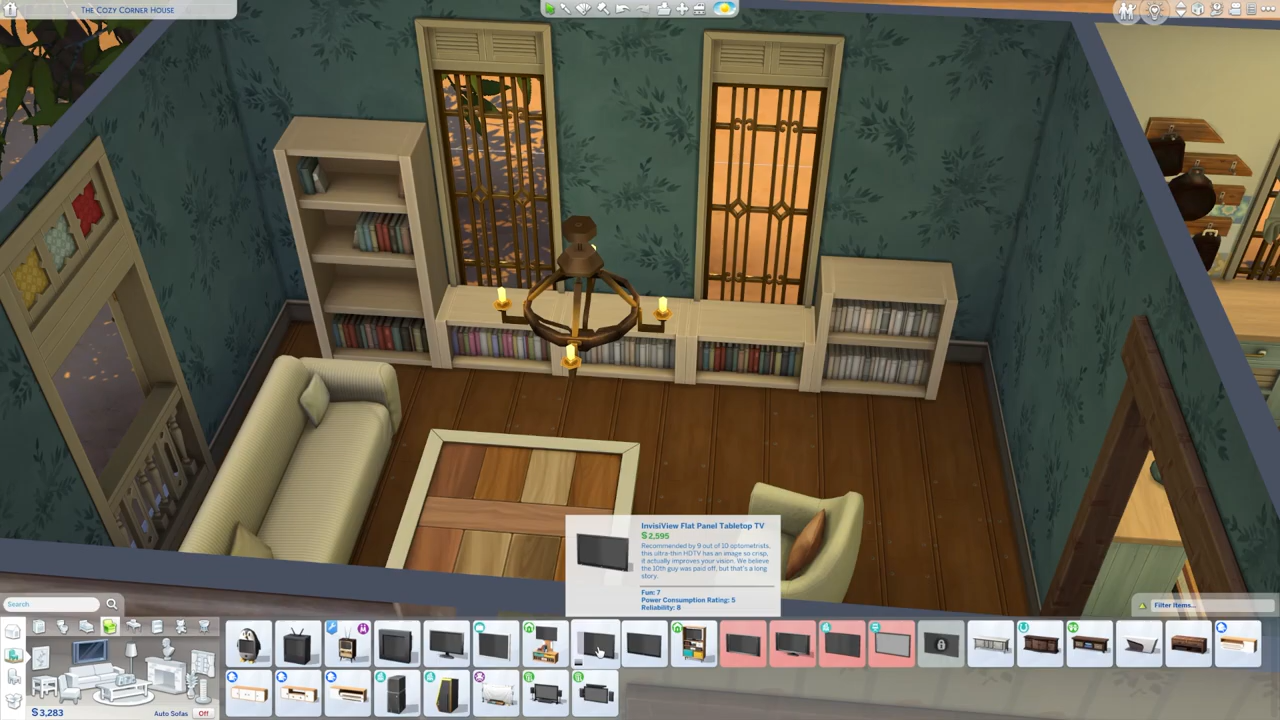 THE COZY CORNER HOUSE
InvisiView Flat Panel Tabletop TV
$2,595
Recommended by 9 out of 10 optometrists,
this ultra-thin HDTV has an image so crisp,
it actually improves your vision. We believe
the 10th guy was paid off, but that's a long
story.
Fun: 7
Power Consumption Rating: 5
Reliability: 8
Search
Filter Items...
$3,283
Auto Sofas
Off